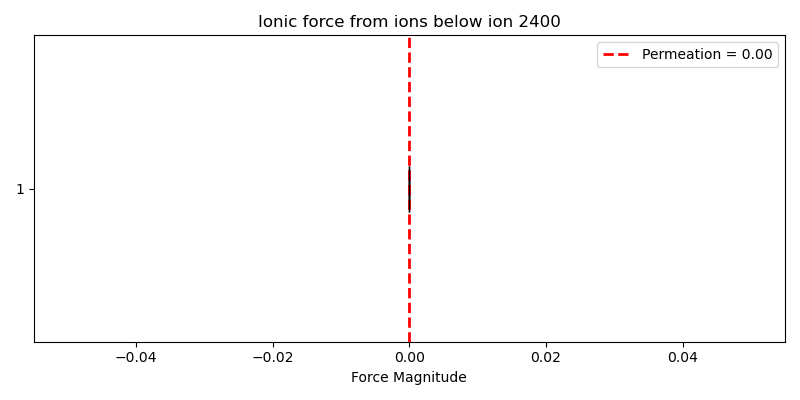 Ionic force from ions below ion 2400
Permeation = 0.00
1
−0.04 −0.02 0.00 0.02 0.04
Force Magnitude